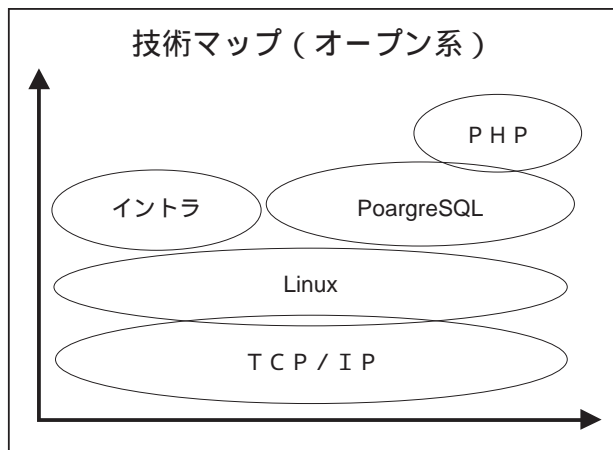 技術マップ（オープン系）
ＰＨＰ
イントラ
PoargreSQL
Linux
ＴＣＰ/ＩＰ